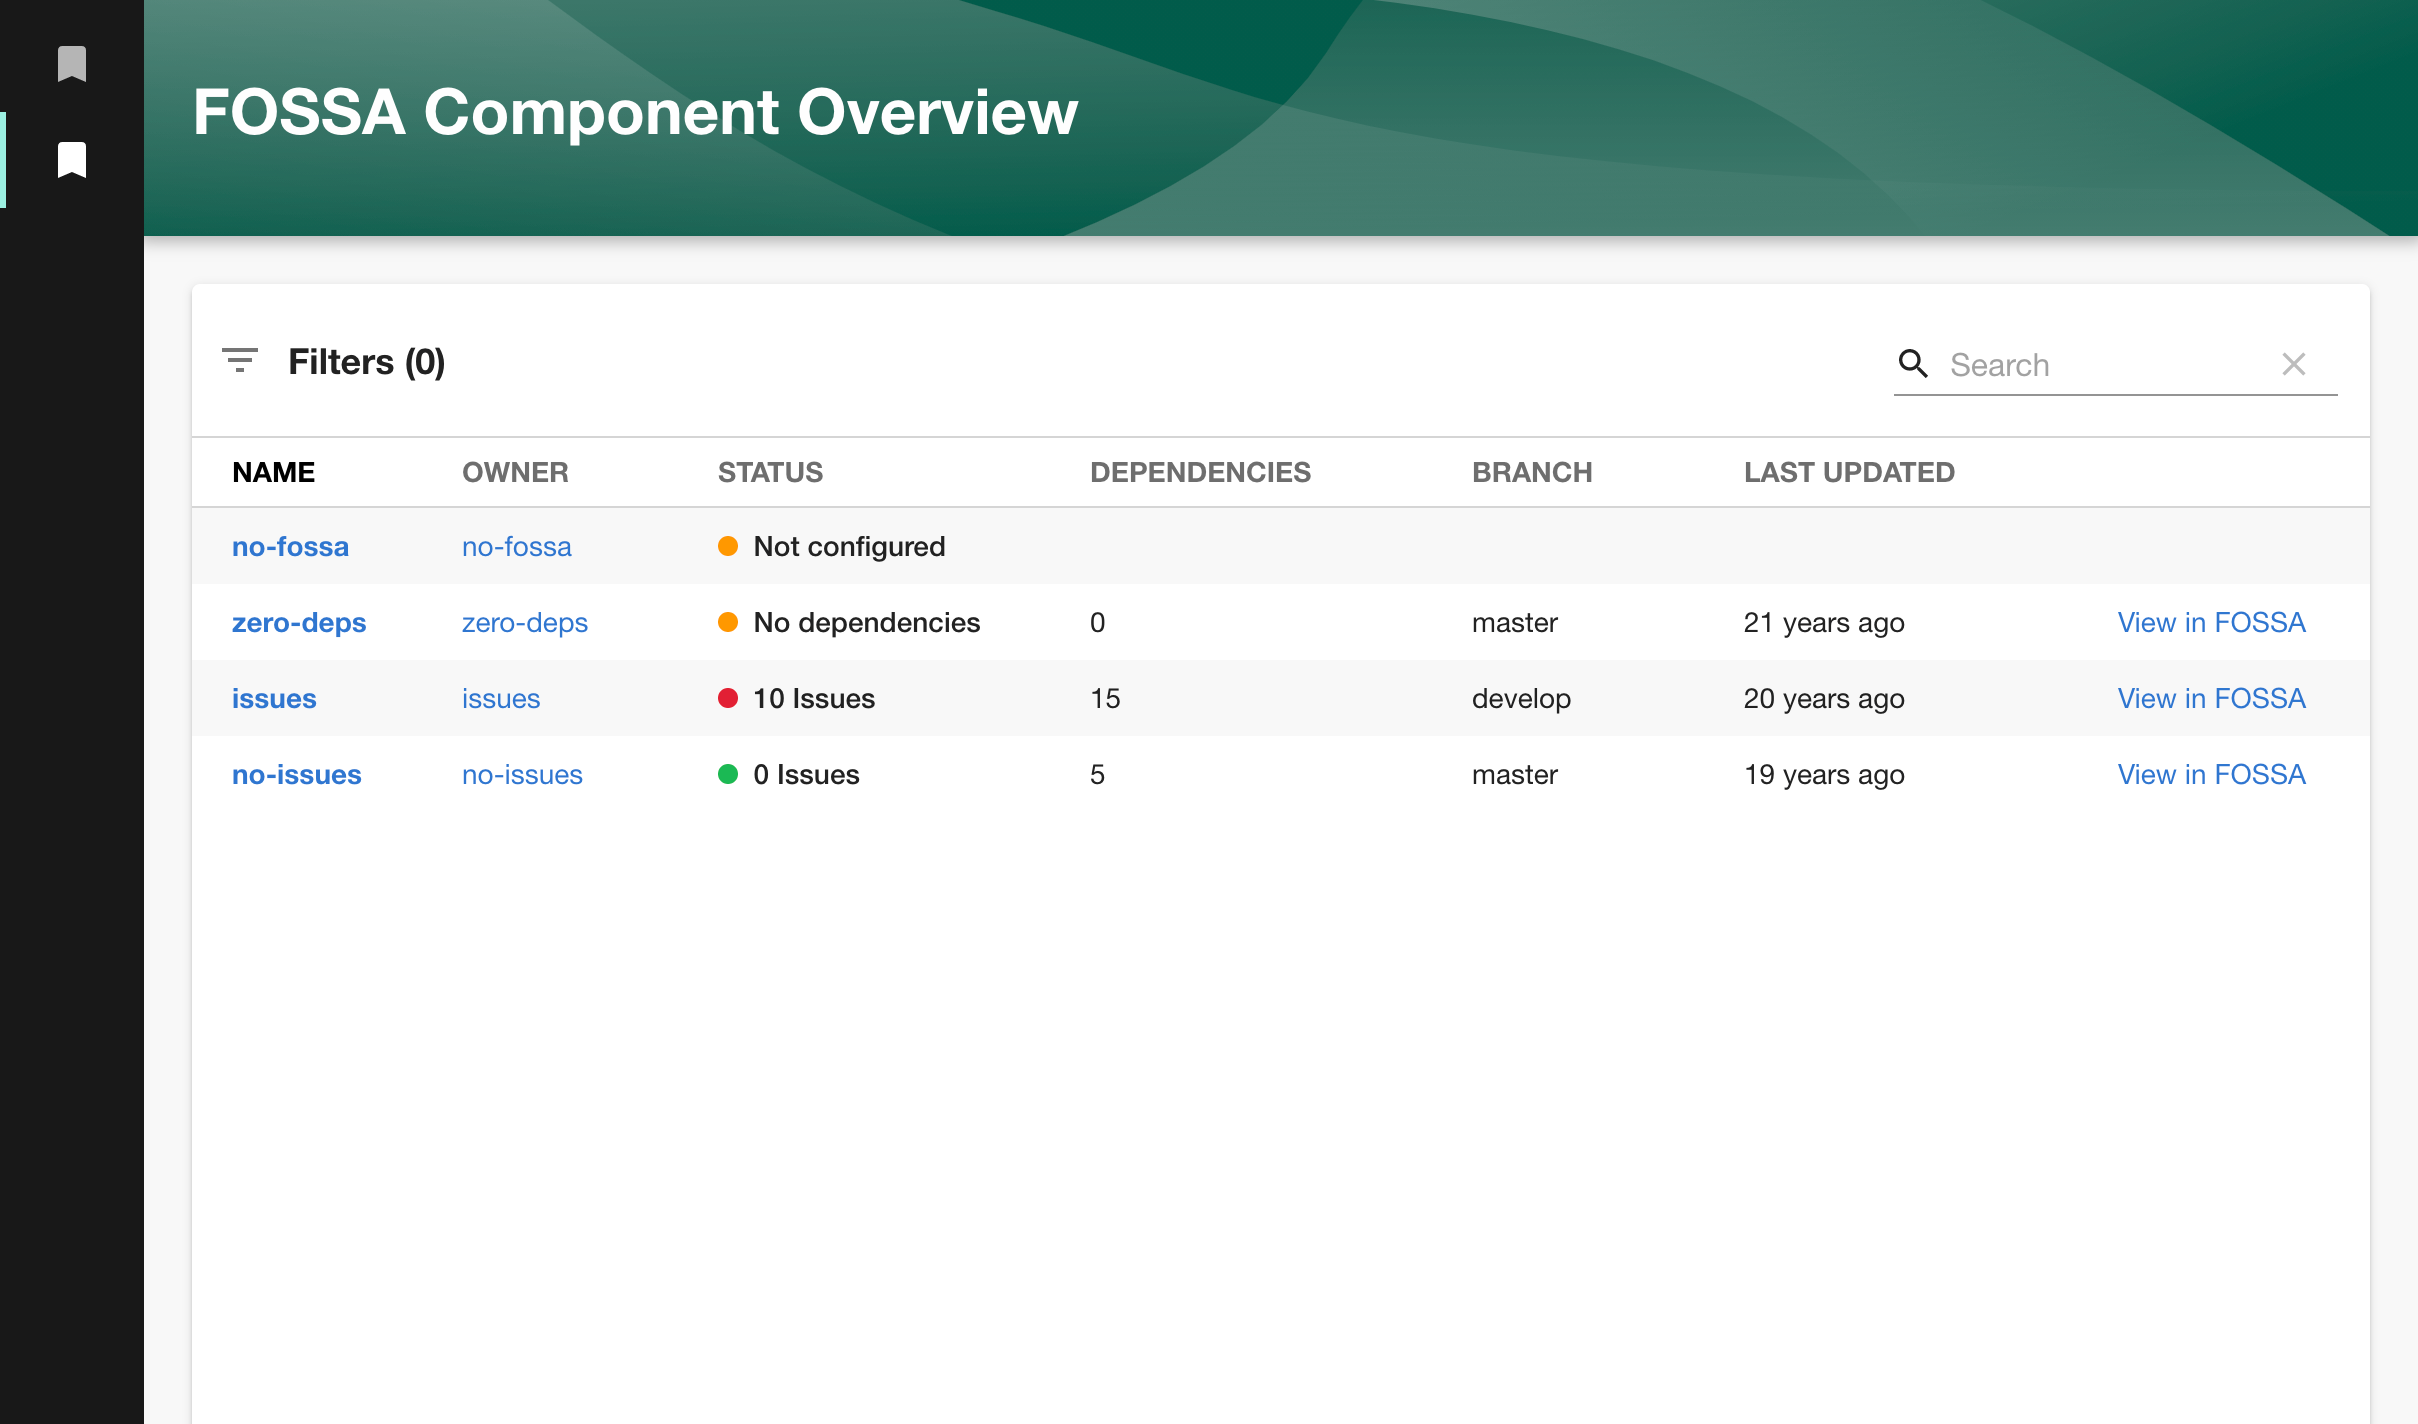 FOSSA Component Overview
Filters (0)
Search
NAME OWNER STATUS DEPENDENCIES BRANCH LAST UPDATED
no-fossa no-fossa Not configured
zero-deps zero-deps No dependencies 0 master 21 years ago View in FOSSA
issues issues 10 Issues 15 develop 20 years ago View in FOSSA
no-issues no-issues 0 Issues 5 master 19 years ago View in FOSSA